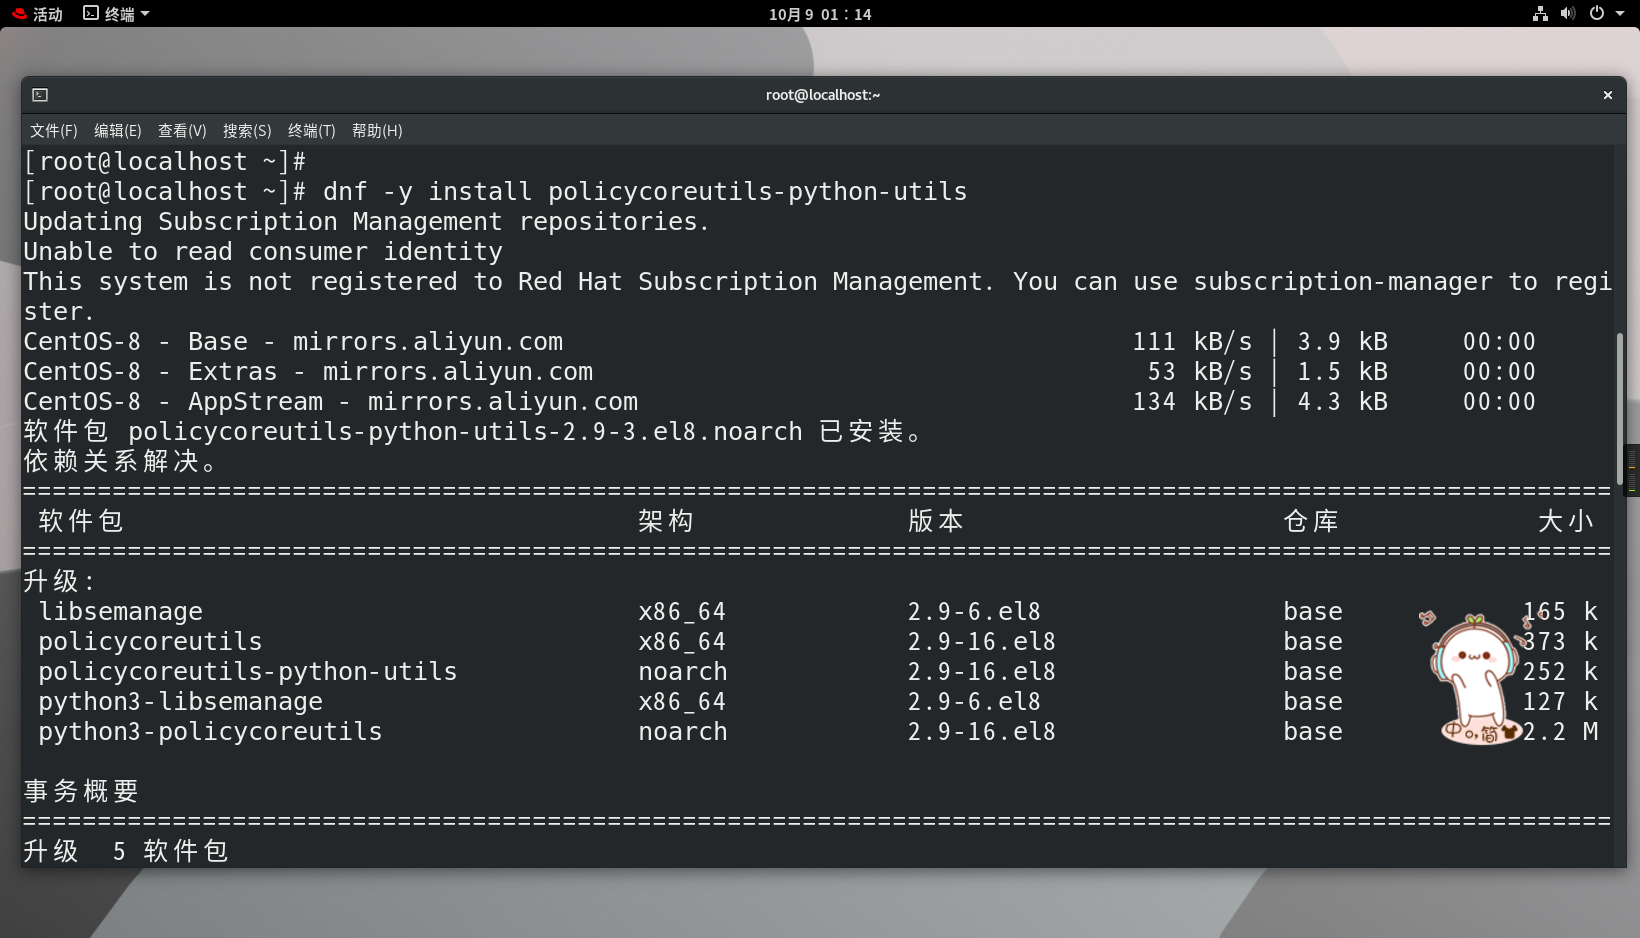 活动 终端 10月 9 01:14
root@localhost:~ ×
文件(F) 编辑(E) 查看(V) 搜索(S) 终端(T) 帮助(H)
[root@localhost ~]#
[root@localhost ~]# dnf -y install policycoreutils-python-utils
Updating Subscription Management repositories.
Unable to read consumer identity
This system is not registered to Red Hat Subscription Management. You can use subscription-manager to regi
ster.
CentOS-8 - Base - mirrors.aliyun.com 111 kB/s | 3.9 kB 00:00
CentOS-8 - Extras - mirrors.aliyun.com 53 kB/s | 1.5 kB 00:00
CentOS-8 - AppStream - mirrors.aliyun.com 134 kB/s | 4.3 kB 00:00
软件包 policycoreutils-python-utils-2.9-3.el8.noarch 已安装。
依赖关系解决。
==========================================================================================================
软件包 架构 版本 仓库 大小
==========================================================================================================
升级:
libsemanage x86_64 2.9-6.el8 base 165 k
policycoreutils x86_64 2.9-16.el8 base 373 k
policycoreutils-python-utils noarch 2.9-16.el8 base 252 k
python3-libsemanage x86_64 2.9-6.el8 base 127 k
python3-policycoreutils noarch 2.9-16.el8 base 2.2 M
中 简
事务概要
==========================================================================================================
升级 5 软件包